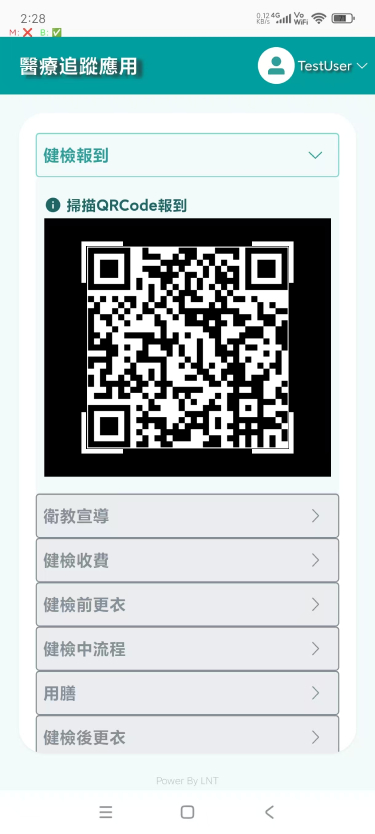 2:28
0.12 KB/s 4G Vo WiFi
M: ❌ B: ✅
醫療追蹤應用
TestUser
健檢報到
掃描QRCode報到
衛教宣導
健檢收費
健檢前更衣
健檢中流程
用膳
健檢後更衣
Power By LNT